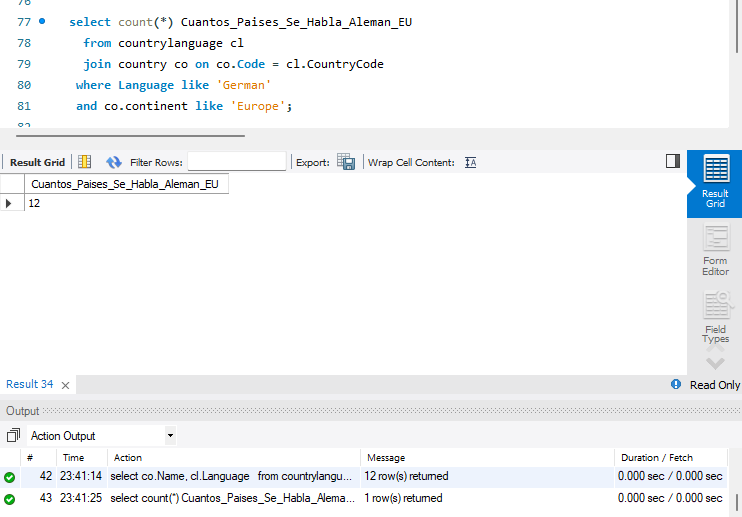 76
77 select count(*) Cuantos_Paises_Se_Habla_Aleman_EU
78 from countrylanguage cl
79 join country co on co.Code = cl.CountryCode
80 where Language like 'German'
81 and co.continent like 'Europe';
82
Result Grid Filter Rows: Export: Wrap Cell Content: IA
Cuantos_Paises_Se_Habla_Aleman_EU
12
Result Grid
Form Editor
Field Types
Result 34 × Read Only
Output
Action Output
# Time Action Message Duration / Fetch
42 23:41:14 select co.Name, cl.Language from countrylangu... 12 row(s) returned 0.000 sec / 0.000 sec
43 23:41:25 select count(*) Cuantos_Paises_Se_Habla_Alema... 1 row(s) returned 0.000 sec / 0.000 sec